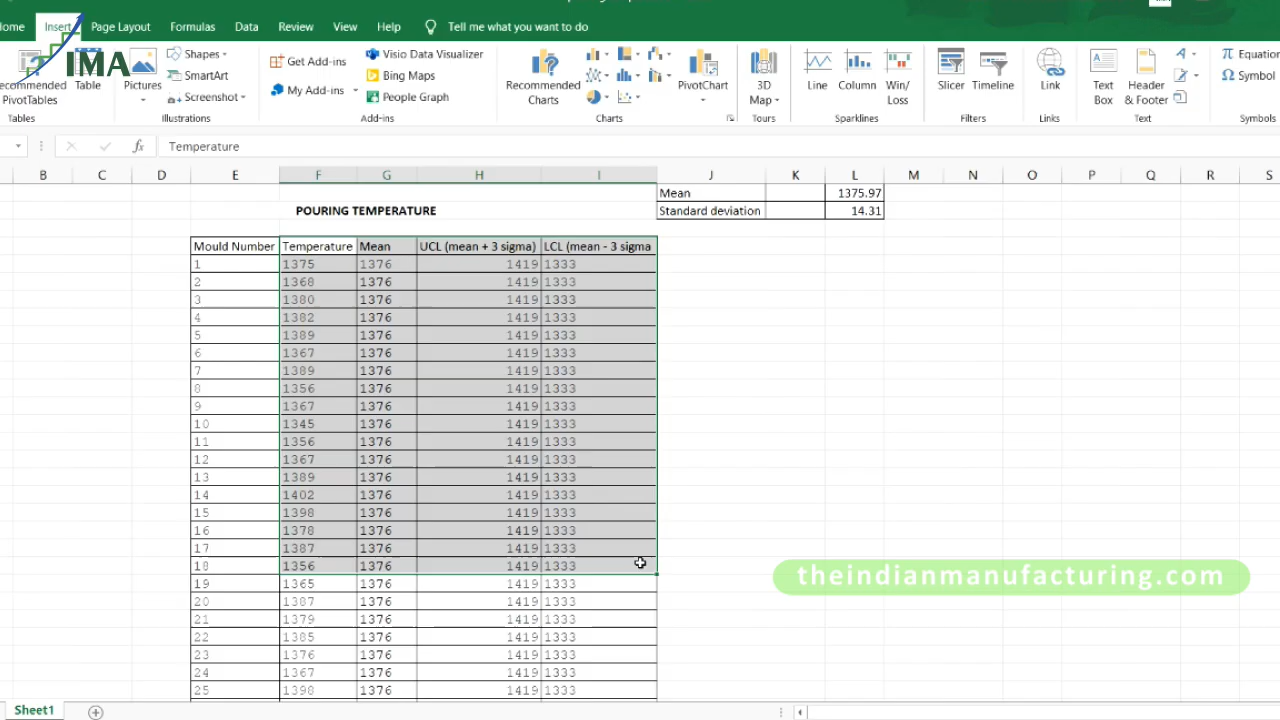 Home Insert Page Layout Formulas Data Review View Help Tell me what you want to do
IMA
Shapes
SmartArt
Screenshot
Table
Pictures
PivotTables
Get Add-ins
My Add-ins
Visio Data Visualizer
Bing Maps
People Graph
Recommended Charts
PivotChart
3D Map
Line Column Win/Loss
Slicer Timeline
Link
Text Box
Header & Footer
Equation
Symbol
Tables Illustrations Add-ins Charts Tours Sparklines Filters Links Text Symbols
fx Temperature
B C D E F G H I J K L M N O P Q R S
Mean 1375.97
POURING TEMPERATURE Standard deviation 14.31
Mould Number Temperature Mean UCL (mean + 3 sigma) LCL (mean - 3 sigma
1 1375 1376 1419 1333
2 1368 1376 1419 1333
3 1380 1376 1419 1333
4 1382 1376 1419 1333
5 1389 1376 1419 1333
6 1367 1376 1419 1333
7 1389 1376 1419 1333
8 1356 1376 1419 1333
9 1367 1376 1419 1333
10 1345 1376 1419 1333
11 1356 1376 1419 1333
12 1367 1376 1419 1333
13 1389 1376 1419 1333
14 1402 1376 1419 1333
15 1398 1376 1419 1333
16 1378 1376 1419 1333
17 1387 1376 1419 1333
18 1356 1376 1419 1333
theindianmanufacturing.com
19 1365 1376 1419 1333
20 1387 1376 1419 1333
21 1379 1376 1419 1333
22 1385 1376 1419 1333
23 1376 1376 1419 1333
24 1367 1376 1419 1333
25 1398 1376 1419 1333
Sheet1